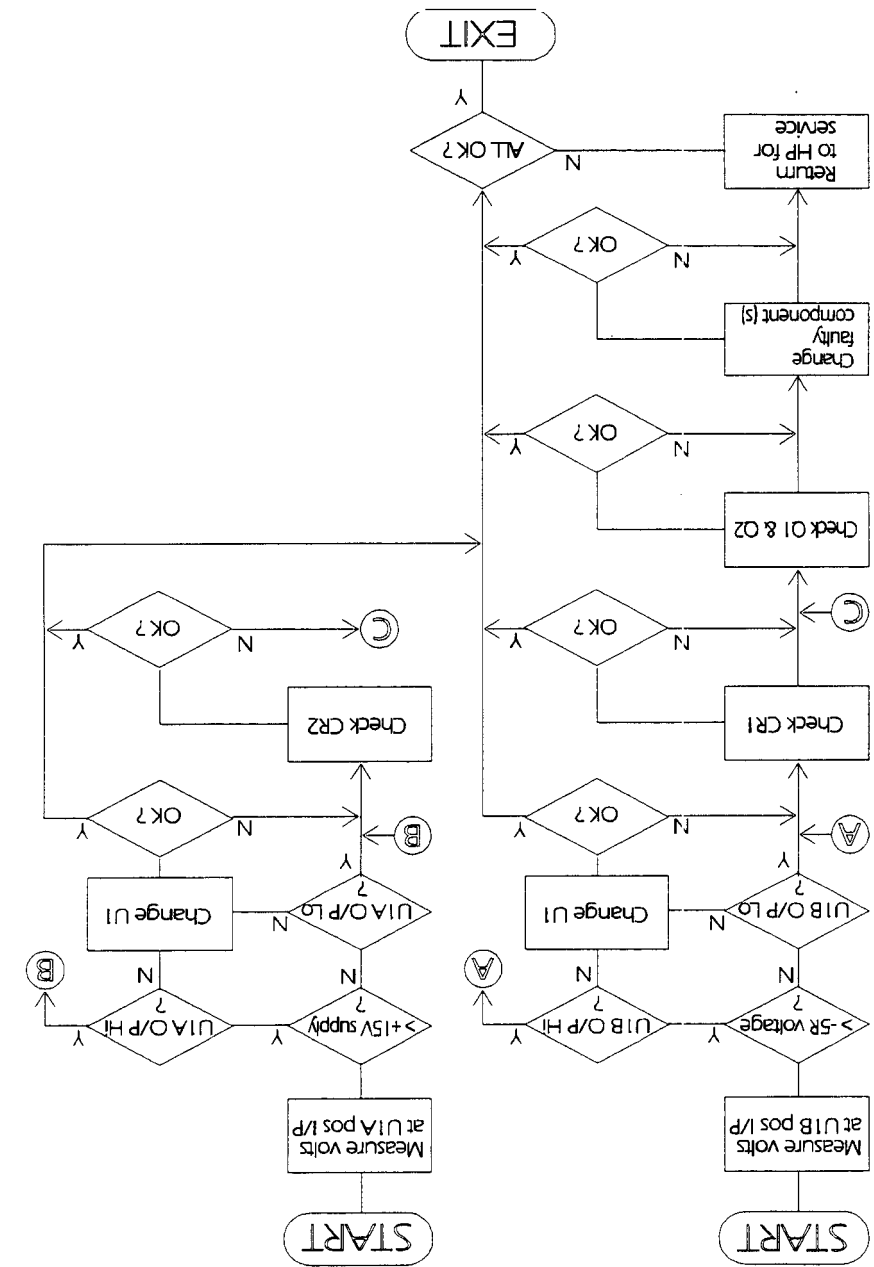 START
Measure volts
at U1B pos I/P
> -5R voltage
?
Y
N
U1B O/P Hi
?
Y
N
A
U1B O/P Lo
?
N
Y
Change U1
A
OK ?
N
Y
Check CR1
OK ?
N
Y
C
Check Q1 & Q2
OK ?
N
Y
Change
faulty
component (s)
OK ?
N
Y
Return
to HP for
service
ALL OK ?
N
Y
EXIT
START
Measure volts
at U1A pos I/P
> +15V supply
?
Y
N
U1A O/P Hi
?
Y
N
B
U1A O/P Lo
?
N
Y
Change U1
B
OK ?
N
Y
Check CR2
OK ?
N
Y
C